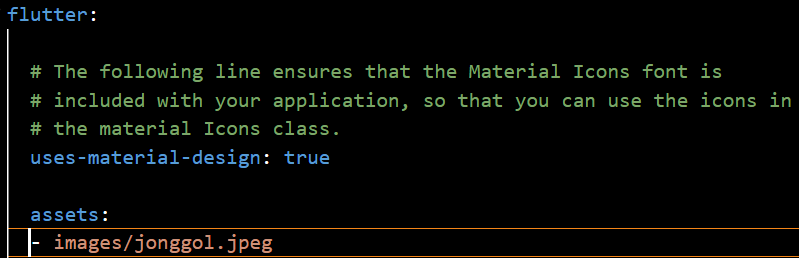 flutter:
# The following line ensures that the Material Icons font is
# included with your application, so that you can use the icons in
# the material Icons class.
uses-material-design: true
assets:
- images/jonggol.jpeg